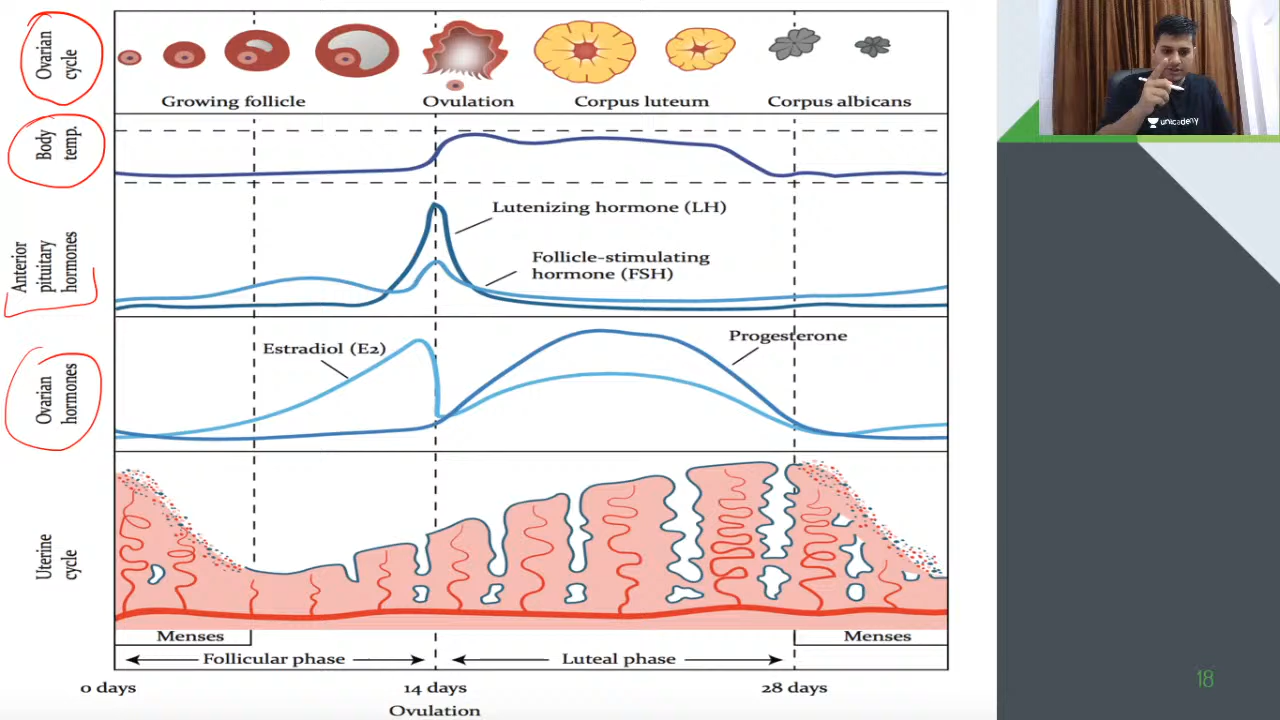 Ovarian
cycle
Growing follicle
Ovulation
Corpus luteum
Corpus albicans
Body
temp.
Anterior
pituitary
hormones
Lutenizing hormone (LH)
Follicle-stimulating
hormone (FSH)
Ovarian
hormones
Estradiol (E2)
Progesterone
Uterine
cycle
Menses
Menses
Follicular phase
Luteal phase
0 days
14 days
28 days
Ovulation
unacademy
18